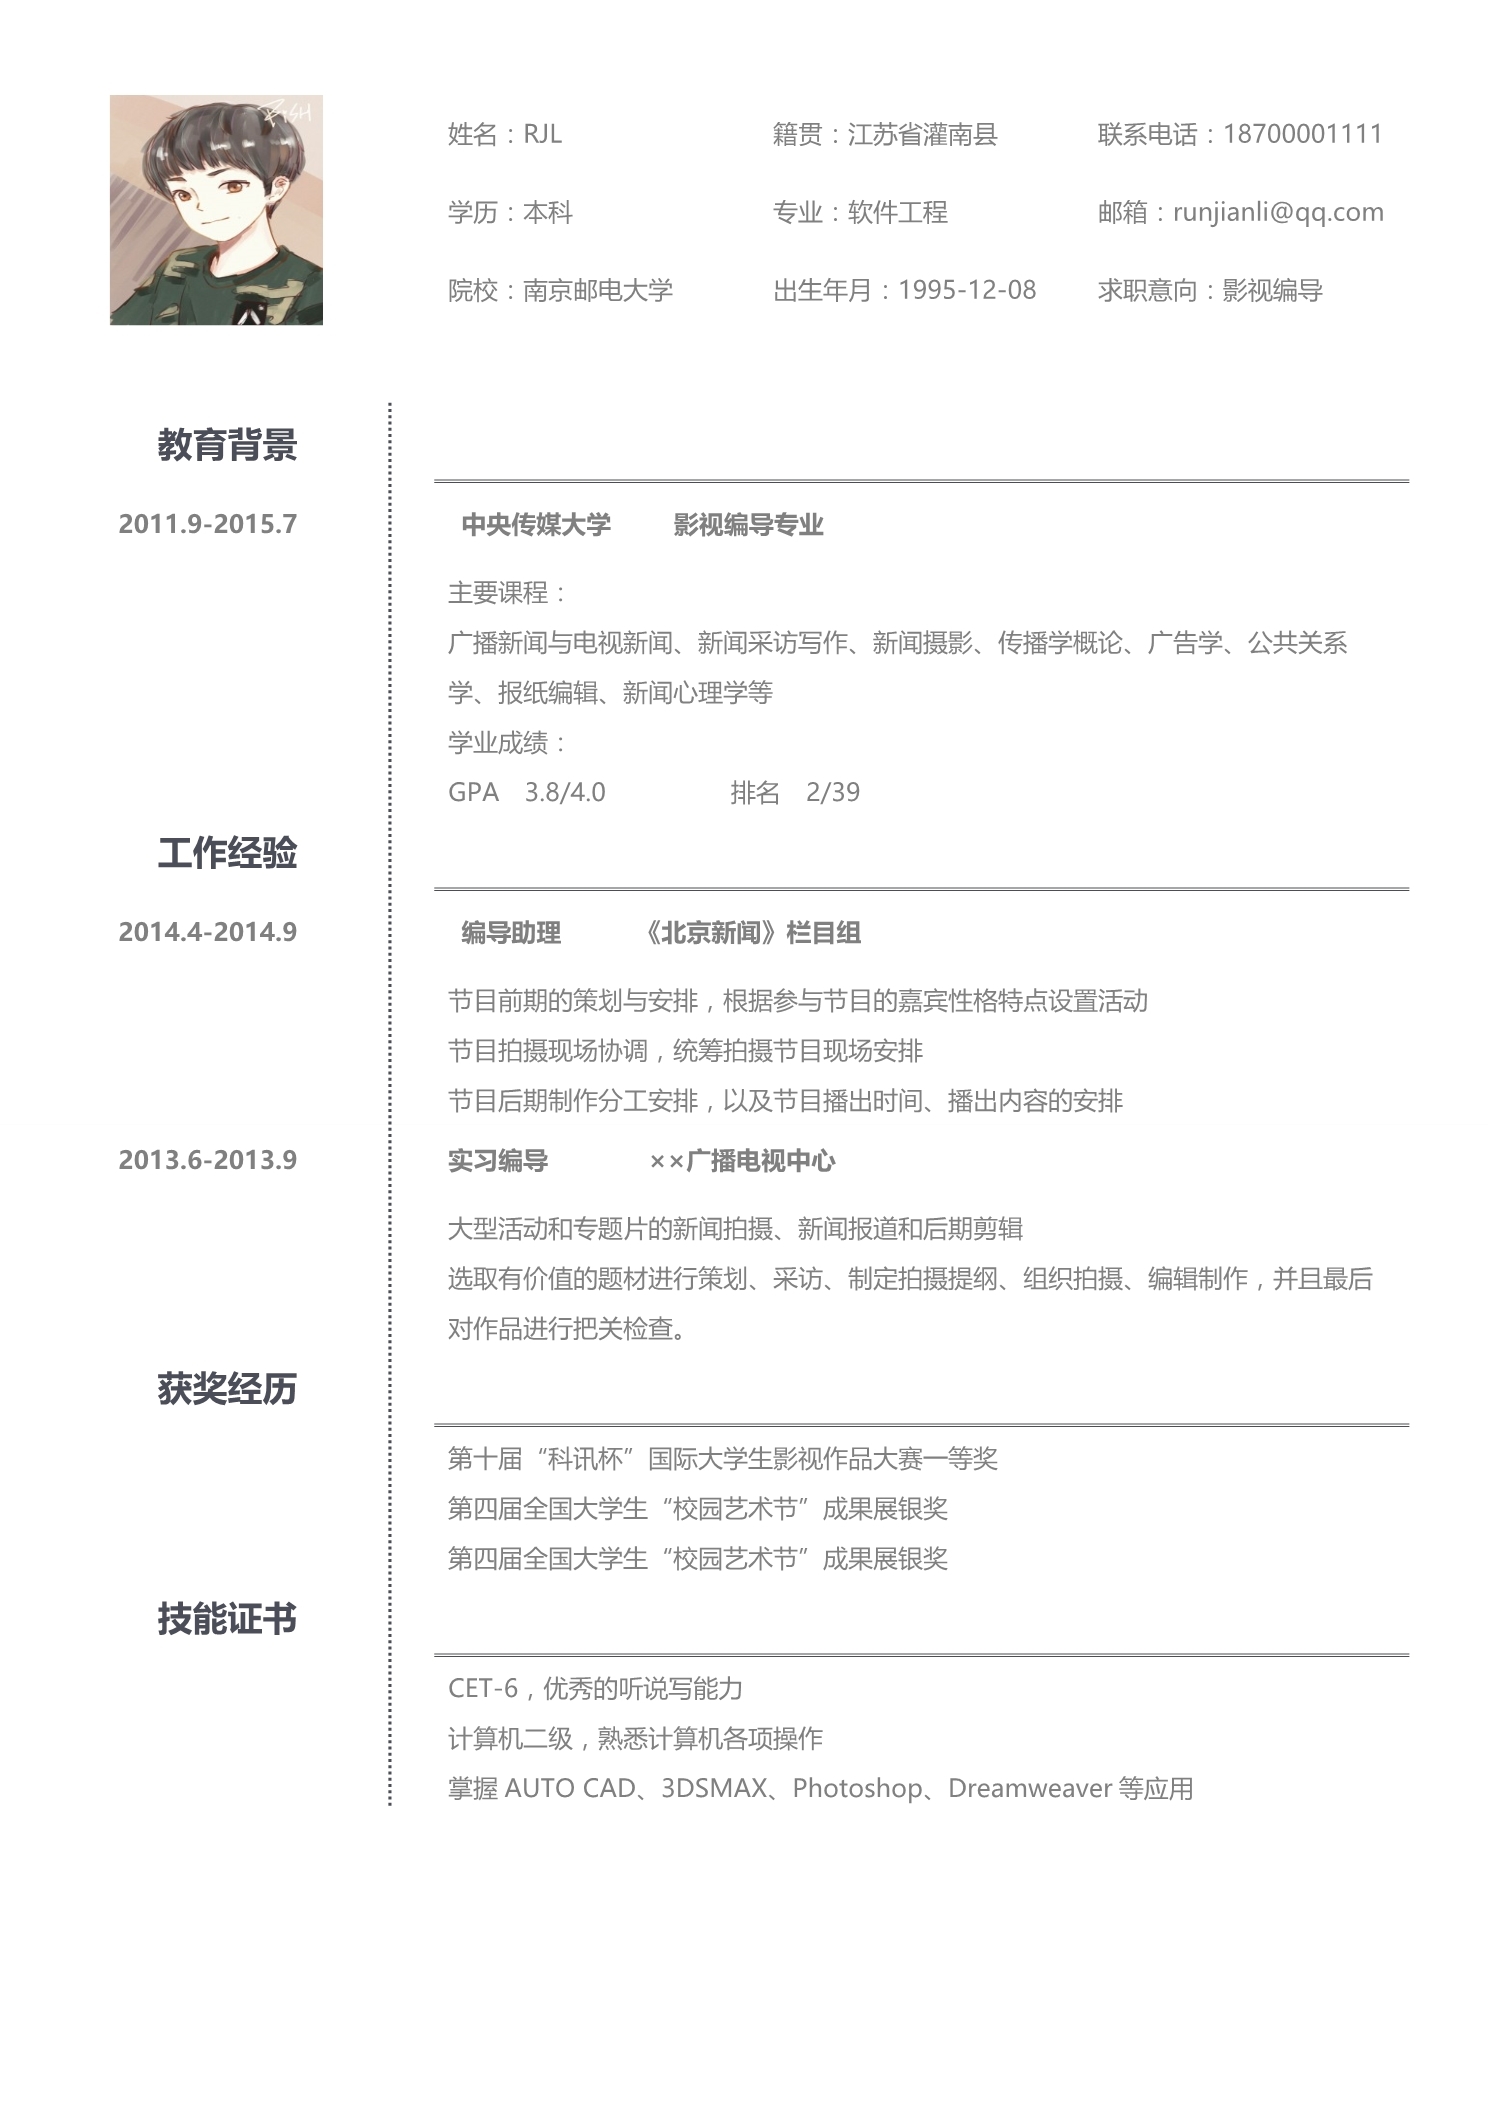 FISH
姓名：RJL 籍贯：江苏省灌南县 联系电话：18700001111
学历：本科 专业：软件工程 邮箱：runjianli@qq.com
院校：南京邮电大学 出生年月：1995-12-08 求职意向：影视编导
教育背景
2011.9-2015.7 中央传媒大学 影视编导专业
主要课程：
广播新闻与电视新闻、新闻采访写作、新闻摄影、传播学概论、广告学、公共关系
学、报纸编辑、新闻心理学等
学业成绩：
GPA 3.8/4.0 排名 2/39
工作经验
2014.4-2014.9 编导助理 《北京新闻》栏目组
节目前期的策划与安排，根据参与节目的嘉宾性格特点设置活动
节目拍摄现场协调，统筹拍摄节目现场安排
节目后期制作分工安排，以及节目播出时间、播出内容的安排
2013.6-2013.9 实习编导 ××广播电视中心
大型活动和专题片的新闻拍摄、新闻报道和后期剪辑
选取有价值的题材进行策划、采访、制定拍摄提纲、组织拍摄、编辑制作，并且最后
对作品进行把关检查。
获奖经历
第十届“科讯杯”国际大学生影视作品大赛一等奖
第四届全国大学生“校园艺术节”成果展银奖
第四届全国大学生“校园艺术节”成果展银奖
技能证书
CET-6，优秀的听说写能力
计算机二级，熟悉计算机各项操作
掌握 AUTO CAD、3DSMAX、Photoshop、Dreamweaver 等应用